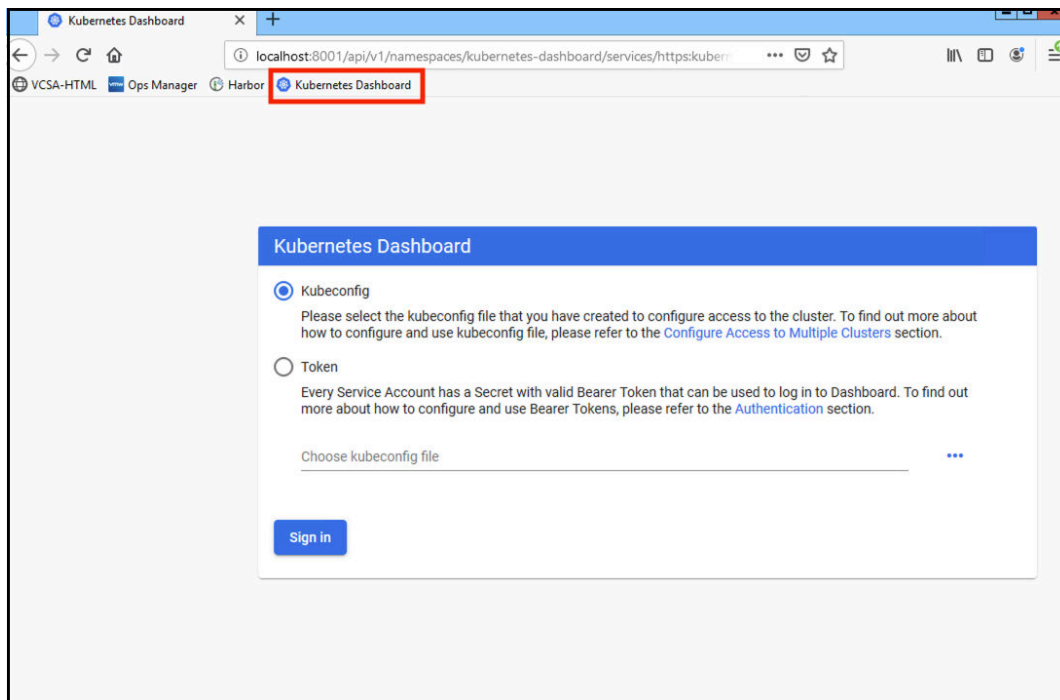 Kubernetes Dashboard
localhost:8001/api/v1/namespaces/kubernetes-dashboard/services/https:kuber
VCSA-HTML vmw Ops Manager Harbor Kubernetes Dashboard
Kubernetes Dashboard
Kubeconfig
Please select the kubeconfig file that you have created to configure access to the cluster. To find out more about
how to configure and use kubeconfig file, please refer to the Configure Access to Multiple Clusters section.
Token
Every Service Account has a Secret with valid Bearer Token that can be used to log in to Dashboard. To find out
more about how to configure and use Bearer Tokens, please refer to the Authentication section.
Choose kubeconfig file
Sign in